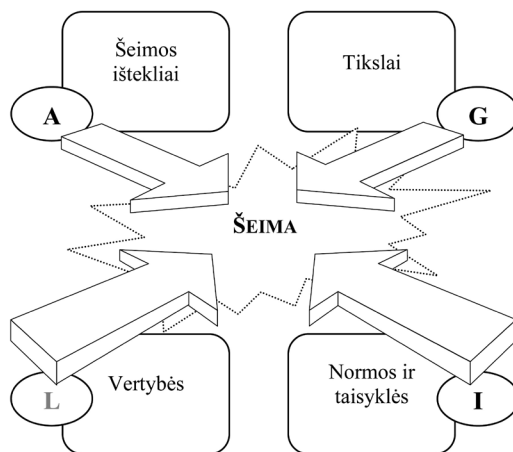 Šeimos
ištekliai
Tikslai
A
G
ŠEIMA
Vertybės
Normos ir
taisyklės
L
I